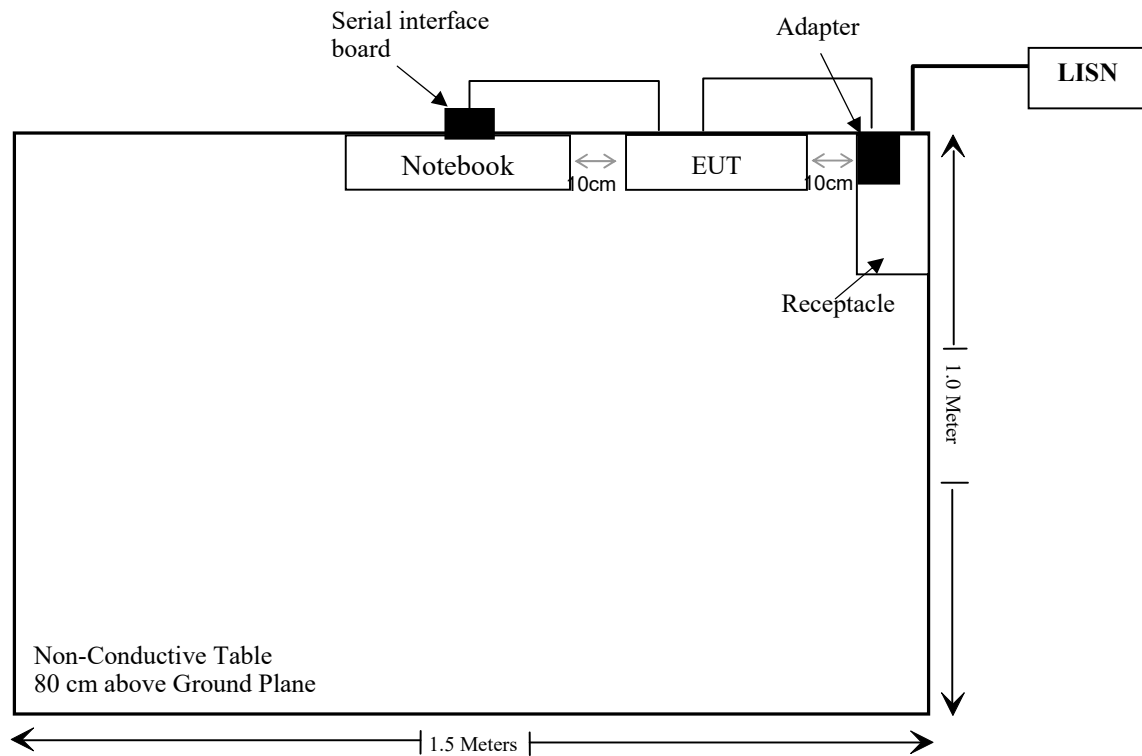 Serial interface
board
Adapter
LISN
Notebook
10cm
EUT
10cm
Receptacle
1.0 Meter
Non-Conductive Table
80 cm above Ground Plane
1.5 Meters